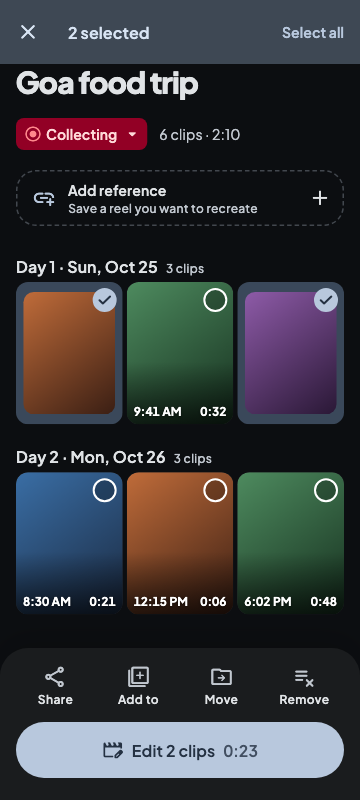 2 selected
Select all
Goa food trip
Collecting
6 clips · 2:10
Add reference
Save a reel you want to recreate
Day 1 · Sun, Oct 25 3 clips
9:41 AM 0:32
Day 2 · Mon, Oct 26 3 clips
8:30 AM 0:21
12:15 PM 0:06
6:02 PM 0:48
Share
Add to
Move
Remove
Edit 2 clips 0:23